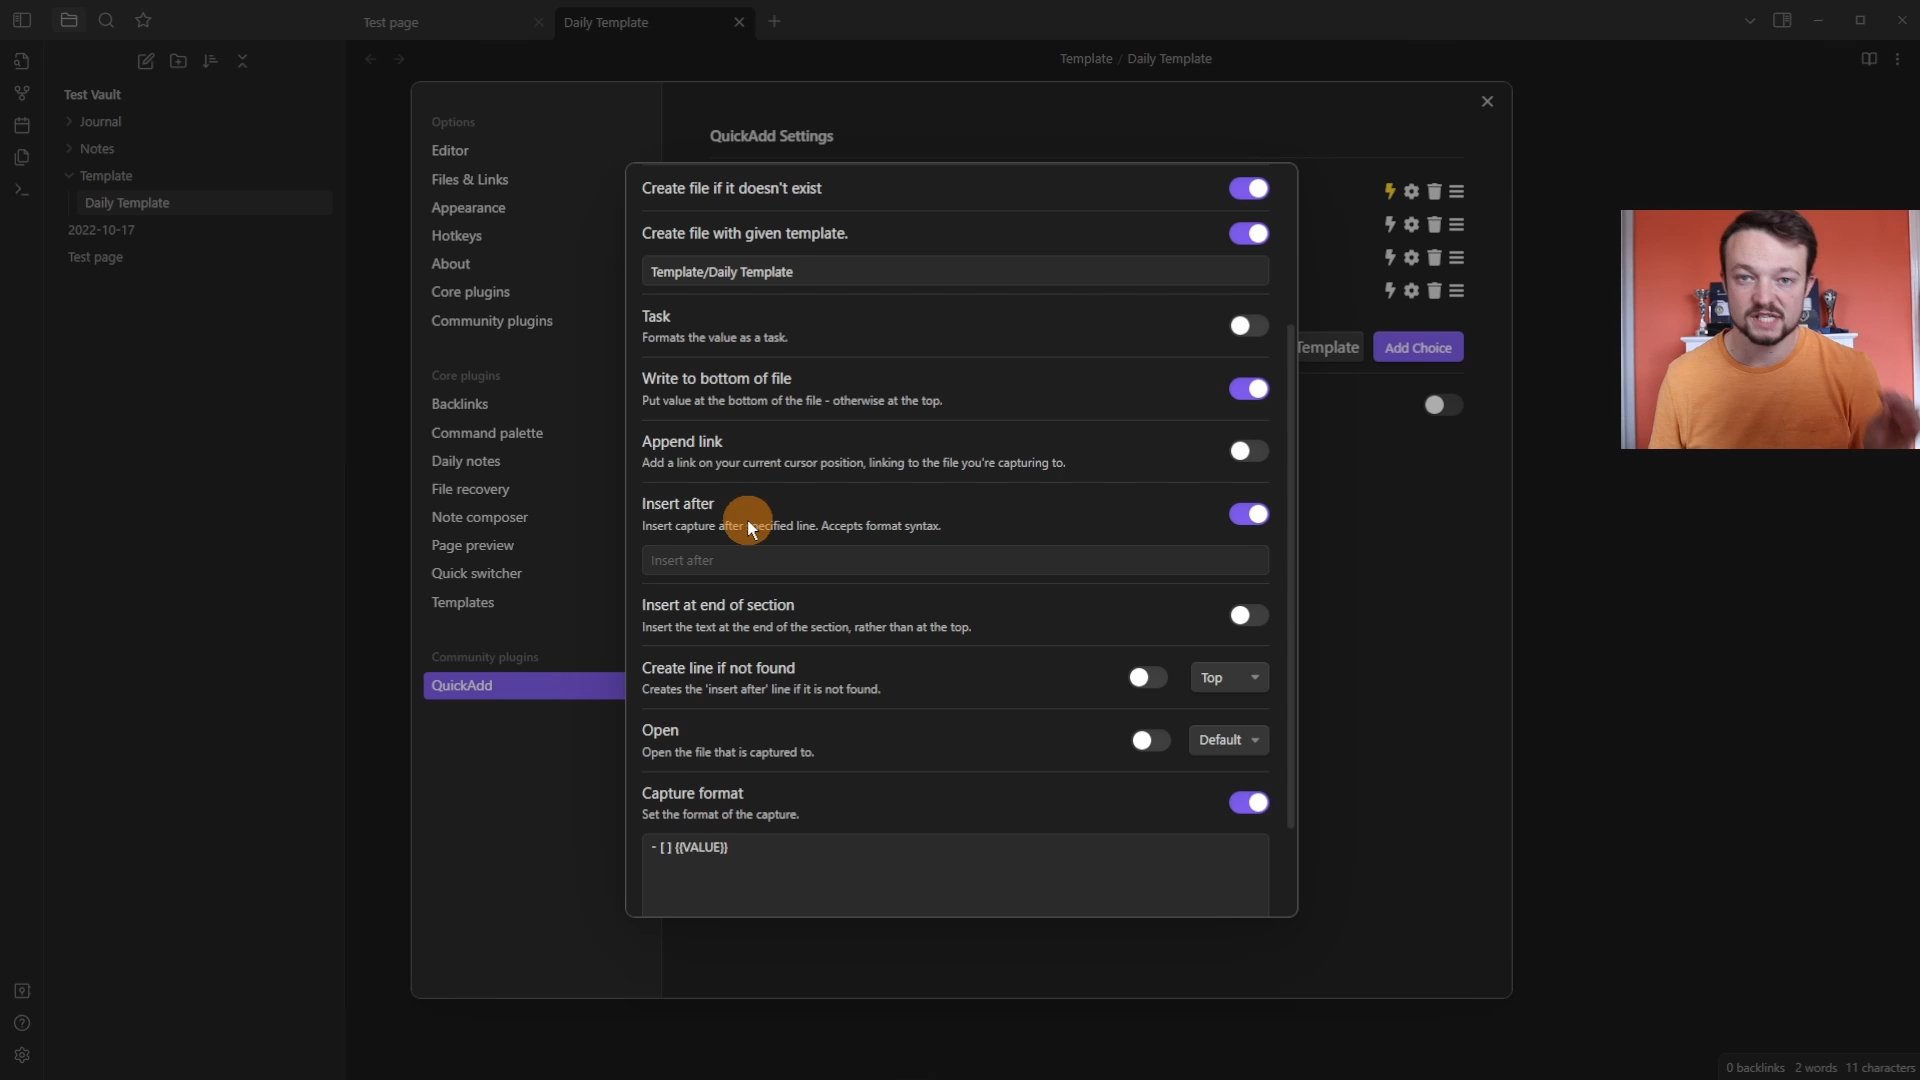 Test page
Daily Template
Template / Daily Template
Test Vault
Journal
Notes
Template
Daily Template
2022-10-17
Test page
Options
Editor
Files & Links
Appearance
Hotkeys
About
Core plugins
Community plugins
Core plugins
Backlinks
Command palette
Daily notes
File recovery
Note composer
Page preview
Quick switcher
Templates
Community plugins
QuickAdd
QuickAdd Settings
Template
Add Choice
Create file if it doesn't exist
Create file with given template.
Template/Daily Template
Task
Formats the value as a task.
Write to bottom of file
Put value at the bottom of the file - otherwise at the top.
Append link
Add a link on your current cursor position, linking to the file you're capturing to.
Insert after
Insert capture after specified line. Accepts format syntax.
Insert after
Insert at end of section
Insert the text at the end of the section, rather than at the top.
Create line if not found
Creates the 'insert after' line if it is not found.
Top
Open
Open the file that is captured to.
Default
Capture format
Set the format of the capture.
- [ ] {{VALUE}}
0 backlinks 2 words 11 characters